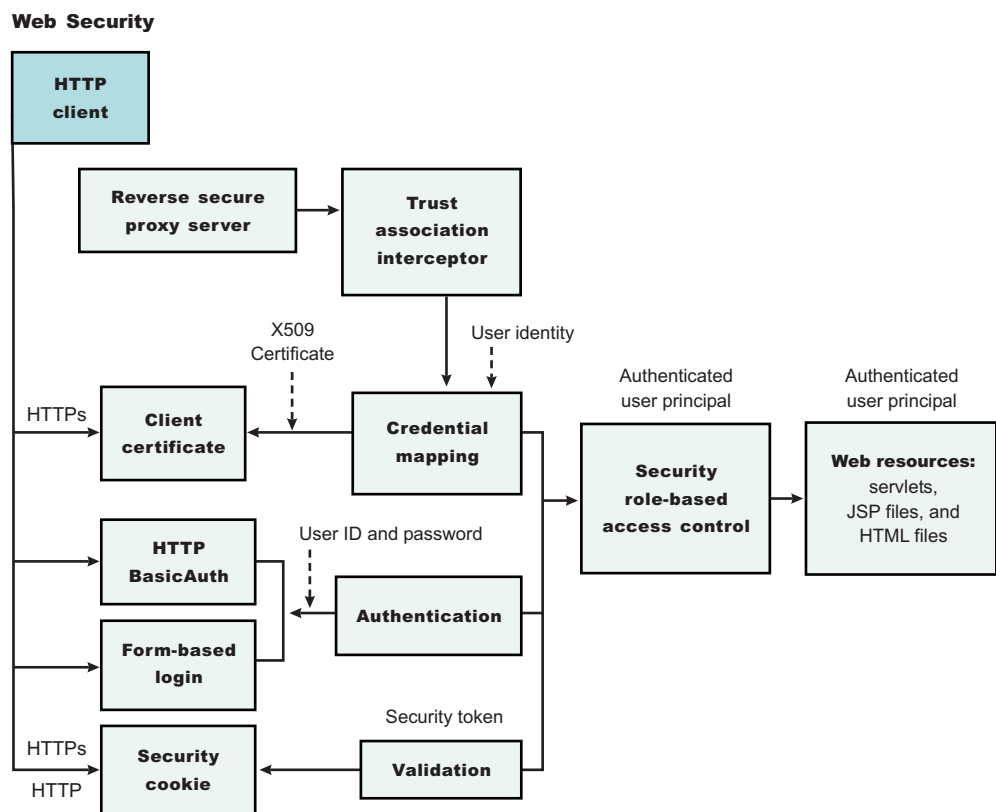 Web Security
HTTP
client
Reverse secure
proxy server
Trust
association
interceptor
X509
Certificate
User identity
HTTPs
Client
certificate
Credential
mapping
Authenticated
user principal
Security
role-based
access control
Authenticated
user principal
Web resources:
servlets,
JSP files, and
HTML files
HTTP
BasicAuth
User ID and password
Authentication
Form-based
login
Security token
HTTPs
HTTP
Security
cookie
Validation